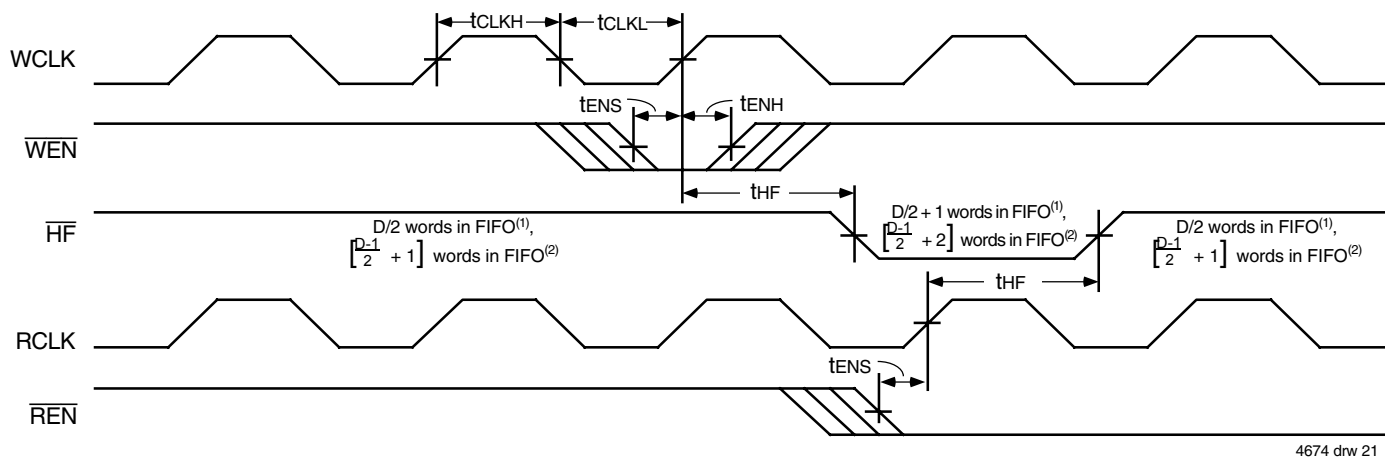 tCLKH
tCLKL
WCLK
tENS
tENH
WEN
tHF
HF
D/2 words in FIFO(1),
[D-1/2 + 1] words in FIFO(2)
D/2 + 1 words in FIFO(1),
[D-1/2 + 2] words in FIFO(2)
D/2 words in FIFO(1),
[D-1/2 + 1] words in FIFO(2)
tHF
RCLK
tENS
REN
4674 drw 21